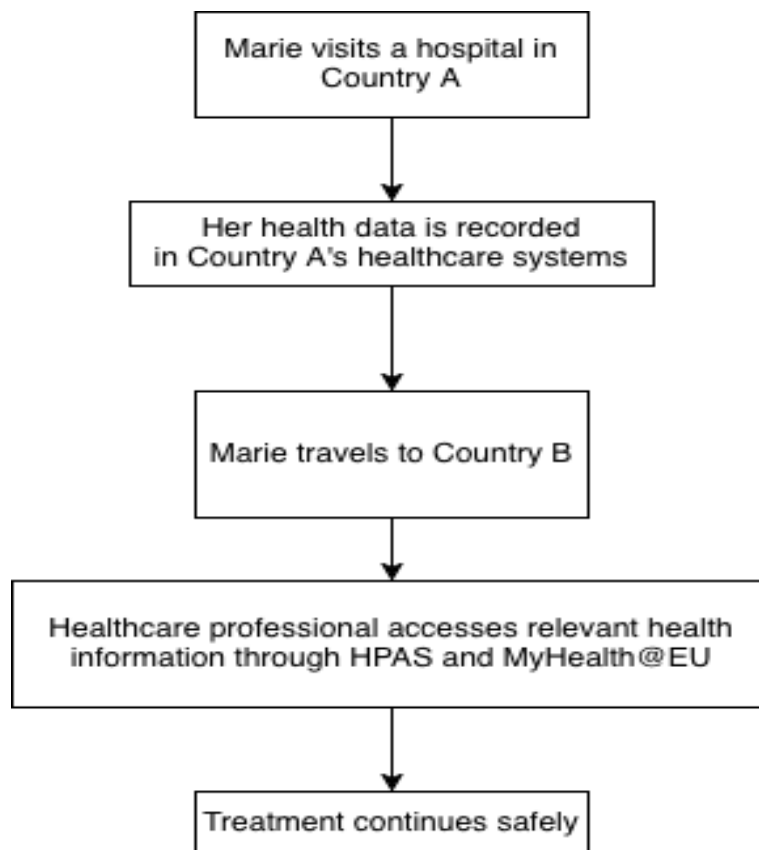 Marie visits a hospital in
Country A
Her health data is recorded
in Country A's healthcare systems
Marie travels to Country B
Healthcare professional accesses relevant health
information through HPAS and MyHealth@EU
Treatment continues safely